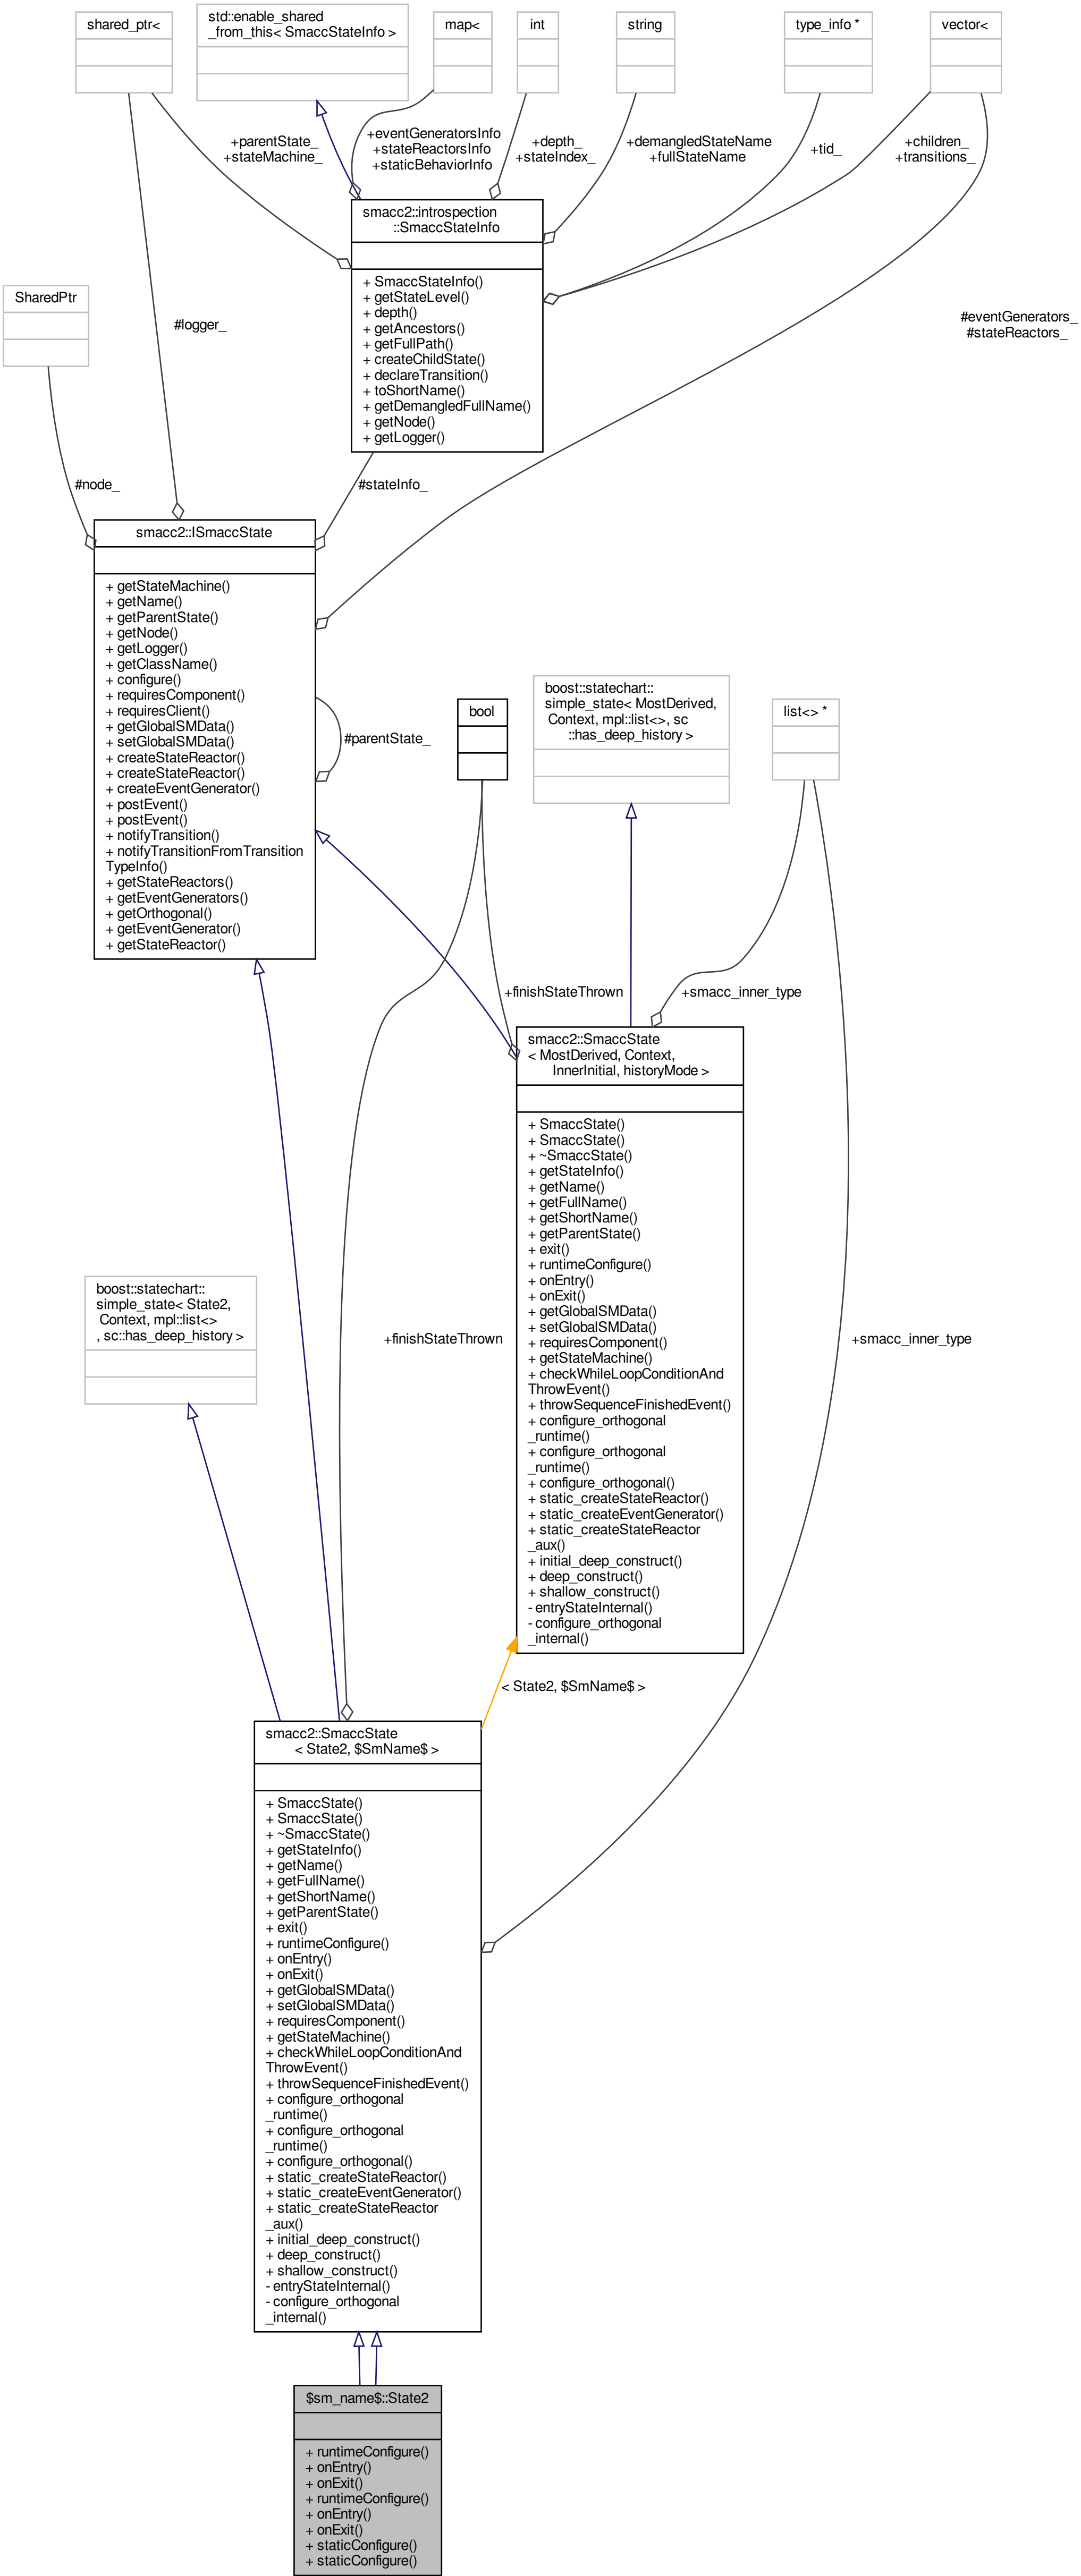 shared_ptr<
std::enable_shared
_from_this< SmaccStateInfo >
map<
int
string
type_info *
vector<
+parentState_
+stateMachine_
+eventGeneratorsInfo
+stateReactorsInfo
+staticBehaviorInfo
+depth_
+stateIndex_
+demangledStateName
+fullStateName
+tid_
+children_
+transitions_
smacc2::introspection
::SmaccStateInfo
+ SmaccStateInfo()
+ getStateLevel()
+ depth()
+ getAncestors()
+ getFullPath()
+ createChildState()
+ declareTransition()
+ toShortName()
+ getDemangledFullName()
+ getNode()
+ getLogger()
SharedPtr
#logger_
#eventGenerators_
#stateReactors_
#node_
#stateInfo_
smacc2::ISmaccState
+ getStateMachine()
+ getName()
+ getParentState()
+ getNode()
+ getLogger()
+ getClassName()
+ configure()
+ requiresComponent()
+ requiresClient()
+ getGlobalSMData()
+ setGlobalSMData()
+ createStateReactor()
+ createStateReactor()
+ createEventGenerator()
+ postEvent()
+ postEvent()
+ notifyTransition()
+ notifyTransitionFromTransition
TypeInfo()
+ getStateReactors()
+ getEventGenerators()
+ getOrthogonal()
+ getEventGenerator()
+ getStateReactor()
#parentState_
bool
boost::statechart::
simple_state< MostDerived,
Context, mpl::list<>, sc
::has_deep_history >
list<> *
+finishStateThrown
+smacc_inner_type
smacc2::SmaccState
< MostDerived, Context,
InnerInitial, historyMode >
+ SmaccState()
+ SmaccState()
+ ~SmaccState()
+ getStateInfo()
+ getName()
+ getFullName()
+ getShortName()
+ getParentState()
+ exit()
+ runtimeConfigure()
+ onEntry()
+ onExit()
+ getGlobalSMData()
+ setGlobalSMData()
+ requiresComponent()
+ getStateMachine()
+ checkWhileLoopConditionAnd
ThrowEvent()
+ throwSequenceFinishedEvent()
+ configure_orthogonal
_runtime()
+ configure_orthogonal
_runtime()
+ configure_orthogonal()
+ static_createStateReactor()
+ static_createEventGenerator()
+ static_createStateReactor
_aux()
+ initial_deep_construct()
+ deep_construct()
+ shallow_construct()
- entryStateInternal()
- configure_orthogonal
_internal()
boost::statechart::
simple_state< State2,
Context, mpl::list<>
, sc::has_deep_history >
+finishStateThrown
+smacc_inner_type
< State2, $SmName$ >
smacc2::SmaccState
< State2, $SmName$ >
+ SmaccState()
+ SmaccState()
+ ~SmaccState()
+ getStateInfo()
+ getName()
+ getFullName()
+ getShortName()
+ getParentState()
+ exit()
+ runtimeConfigure()
+ onEntry()
+ onExit()
+ getGlobalSMData()
+ setGlobalSMData()
+ requiresComponent()
+ getStateMachine()
+ checkWhileLoopConditionAnd
ThrowEvent()
+ throwSequenceFinishedEvent()
+ configure_orthogonal
_runtime()
+ configure_orthogonal
_runtime()
+ configure_orthogonal()
+ static_createStateReactor()
+ static_createEventGenerator()
+ static_createStateReactor
_aux()
+ initial_deep_construct()
+ deep_construct()
+ shallow_construct()
- entryStateInternal()
- configure_orthogonal
_internal()
$sm_name$::State2
+ runtimeConfigure()
+ onEntry()
+ onExit()
+ runtimeConfigure()
+ onEntry()
+ onExit()
+ staticConfigure()
+ staticConfigure()